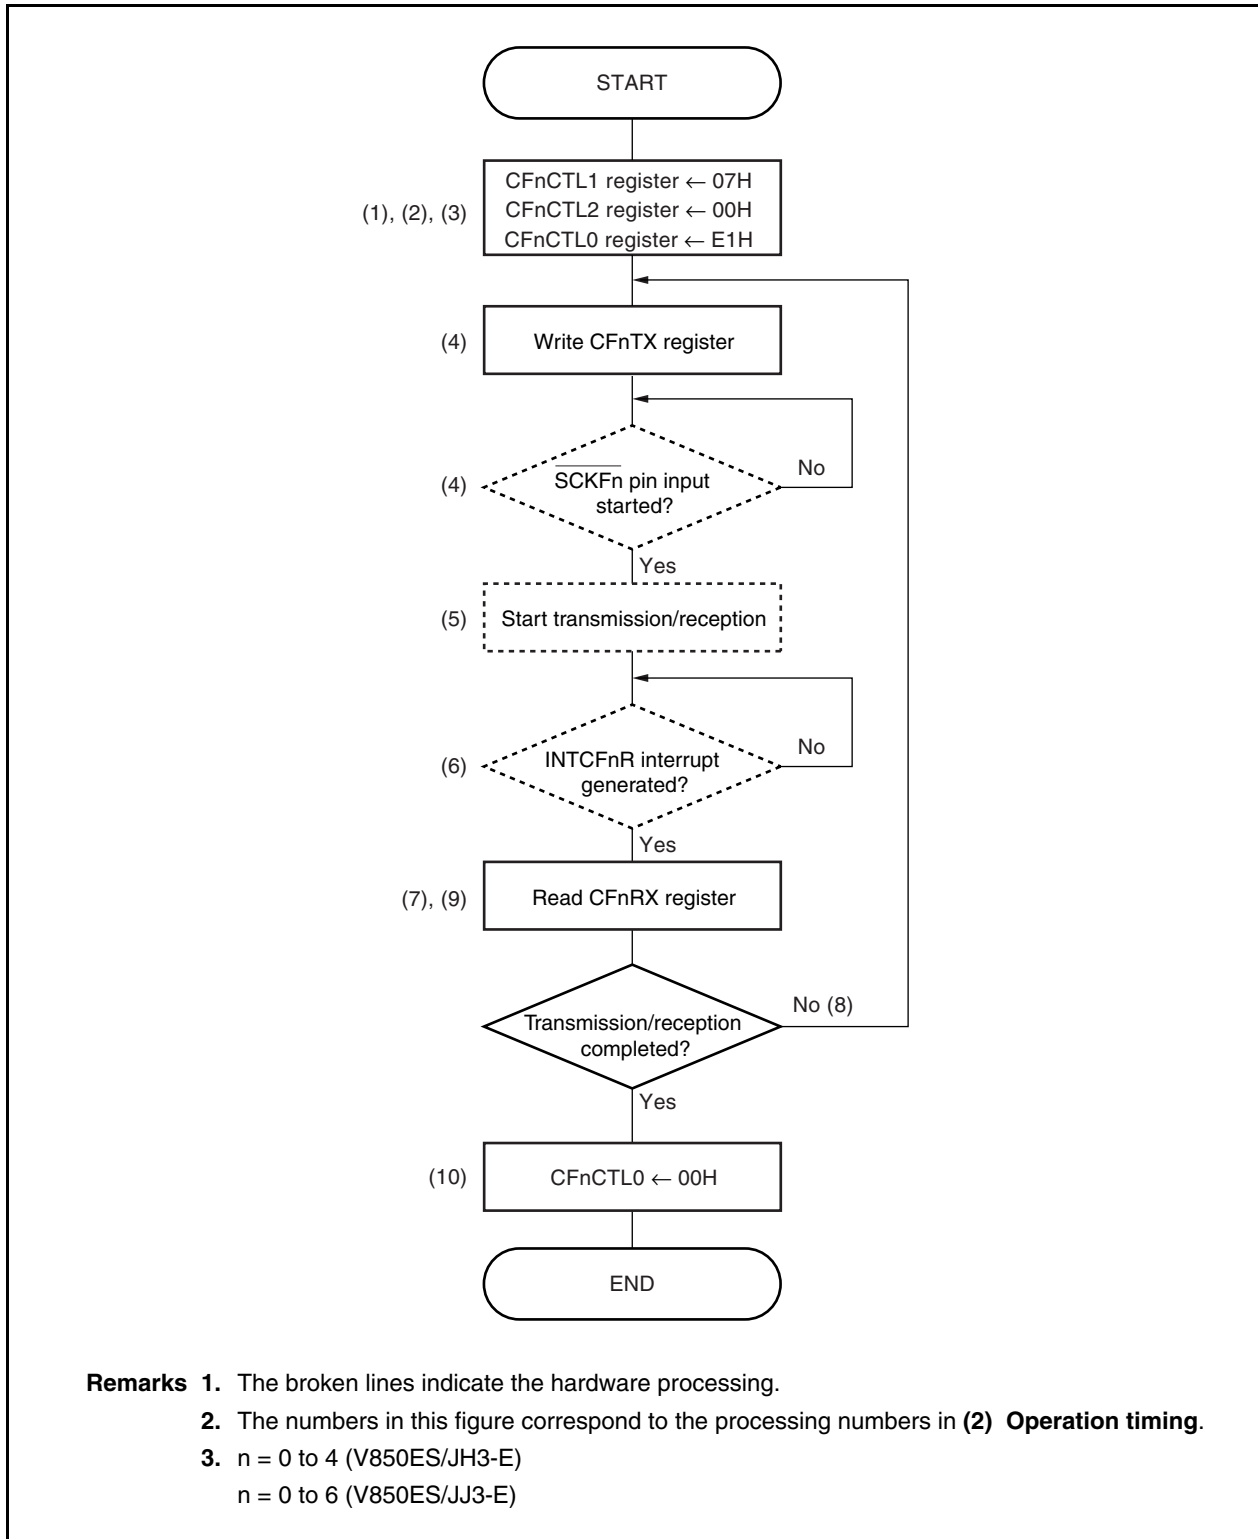 START
CFnCTL1 register ← 07H
(1), (2), (3)
CFnCTL2 register ← 00H
CFnCTL0 register ← E1H
(4)
Write CFnTX register
(4)
SCKFn pin input
started?
No
Yes
(5)
Start transmission/reception
(6)
INTCFnR interrupt
generated?
No
Yes
(7), (9)
Read CFnRX register
Transmission/reception
completed?
No (8)
Yes
(10)
CFnCTL0 ← 00H
END
Remarks 1. The broken lines indicate the hardware processing.
2. The numbers in this figure correspond to the processing numbers in (2) Operation timing.
3. n = 0 to 4 (V850ES/JH3-E)
n = 0 to 6 (V850ES/JJ3-E)